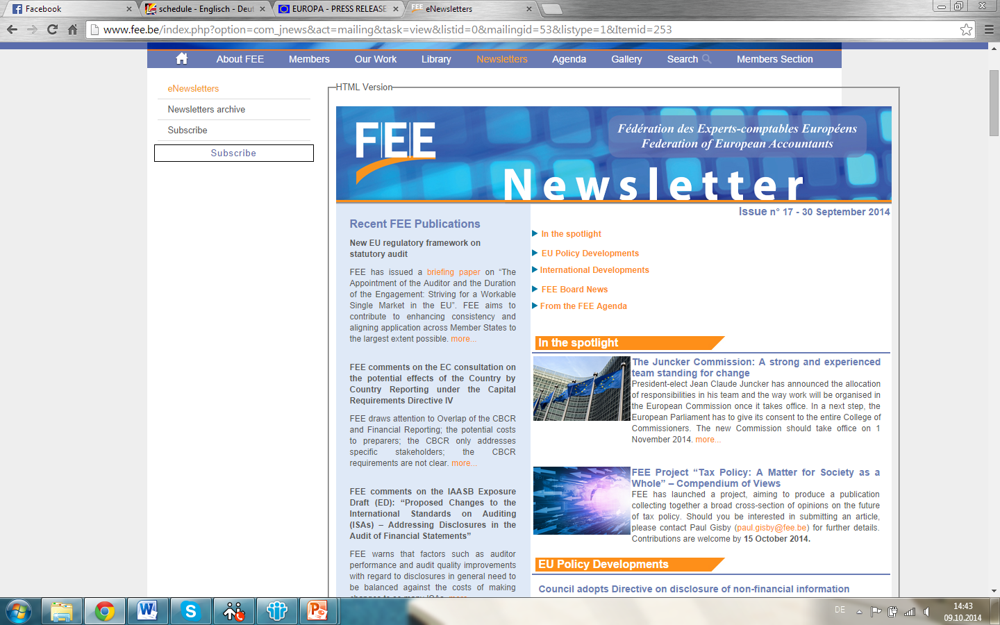 Facebook
schedule - Englisch - Deut
EUROPA - PRESS RELEASE
eNewsletters
www.fee.be/index.php?option=com_jnews&act=mailing&task=view&listid=0&mailingid=53&listype=1&Itemid=253
About FEE Members Our Work Library Newsletters Agenda Gallery Search Members Section
eNewsletters
Newsletters archive
Subscribe
Subscribe
HTML Version
FEE
Fédération des Experts-comptables Européens
Federation of European Accountants
Newsletter
Issue n° 17 - 30 September 2014
Recent FEE Publications
New EU regulatory framework on
statutory audit
FEE has issued a briefing paper on “The
Appointment of the Auditor and the Duration
of the Engagement: Striving for a Workable
Single Market in the EU”. FEE aims to
contribute to enhancing consistency and
aligning application across Member States to
the largest extent possible. more...
FEE comments on the EC consultation on
the potential effects of the Country by
Country Reporting under the Capital
Requirements Directive IV
FEE draws attention to Overlap of the CBCR
and Financial Reporting; the potential costs
to preparers; the CBCR only addresses
specific stakeholders; the CBCR
requirements are not clear. more...
FEE comments on the IAASB Exposure
Draft (ED): “Proposed Changes to the
International Standards on Auditing
(ISAs) – Addressing Disclosures in the
Audit of Financial Statements”
FEE warns that factors such as auditor
performance and audit quality improvements
with regard to disclosures in general need to
be balanced against the costs of making
changes to so many ISAs. more...
In the spotlight
EU Policy Developments
International Developments
FEE Board News
From the FEE Agenda
In the spotlight
The Juncker Commission: A strong and experienced
team standing for change
President-elect Jean Claude Juncker has announced the allocation
of responsibilities in his team and the way work will be organised in
the European Commission once it takes office. In a next step, the
European Parliament has to give its consent to the entire College of
Commissioners. The new Commission should take office on 1
November 2014. more...
FEE Project “Tax Policy: A Matter for Society as a
Whole” – Compendium of Views
FEE has launched a project, aiming to produce a publication
collecting together a broad cross-section of opinions on the future
of tax policy. Should you be interested in submitting an article,
please contact Paul Gisby (paul.gisby@fee.be) for further details.
Contributions are welcome by 15 October 2014.
EU Policy Developments
Council adopts Directive on disclosure of non-financial information
DE
14:43
09.10.2014